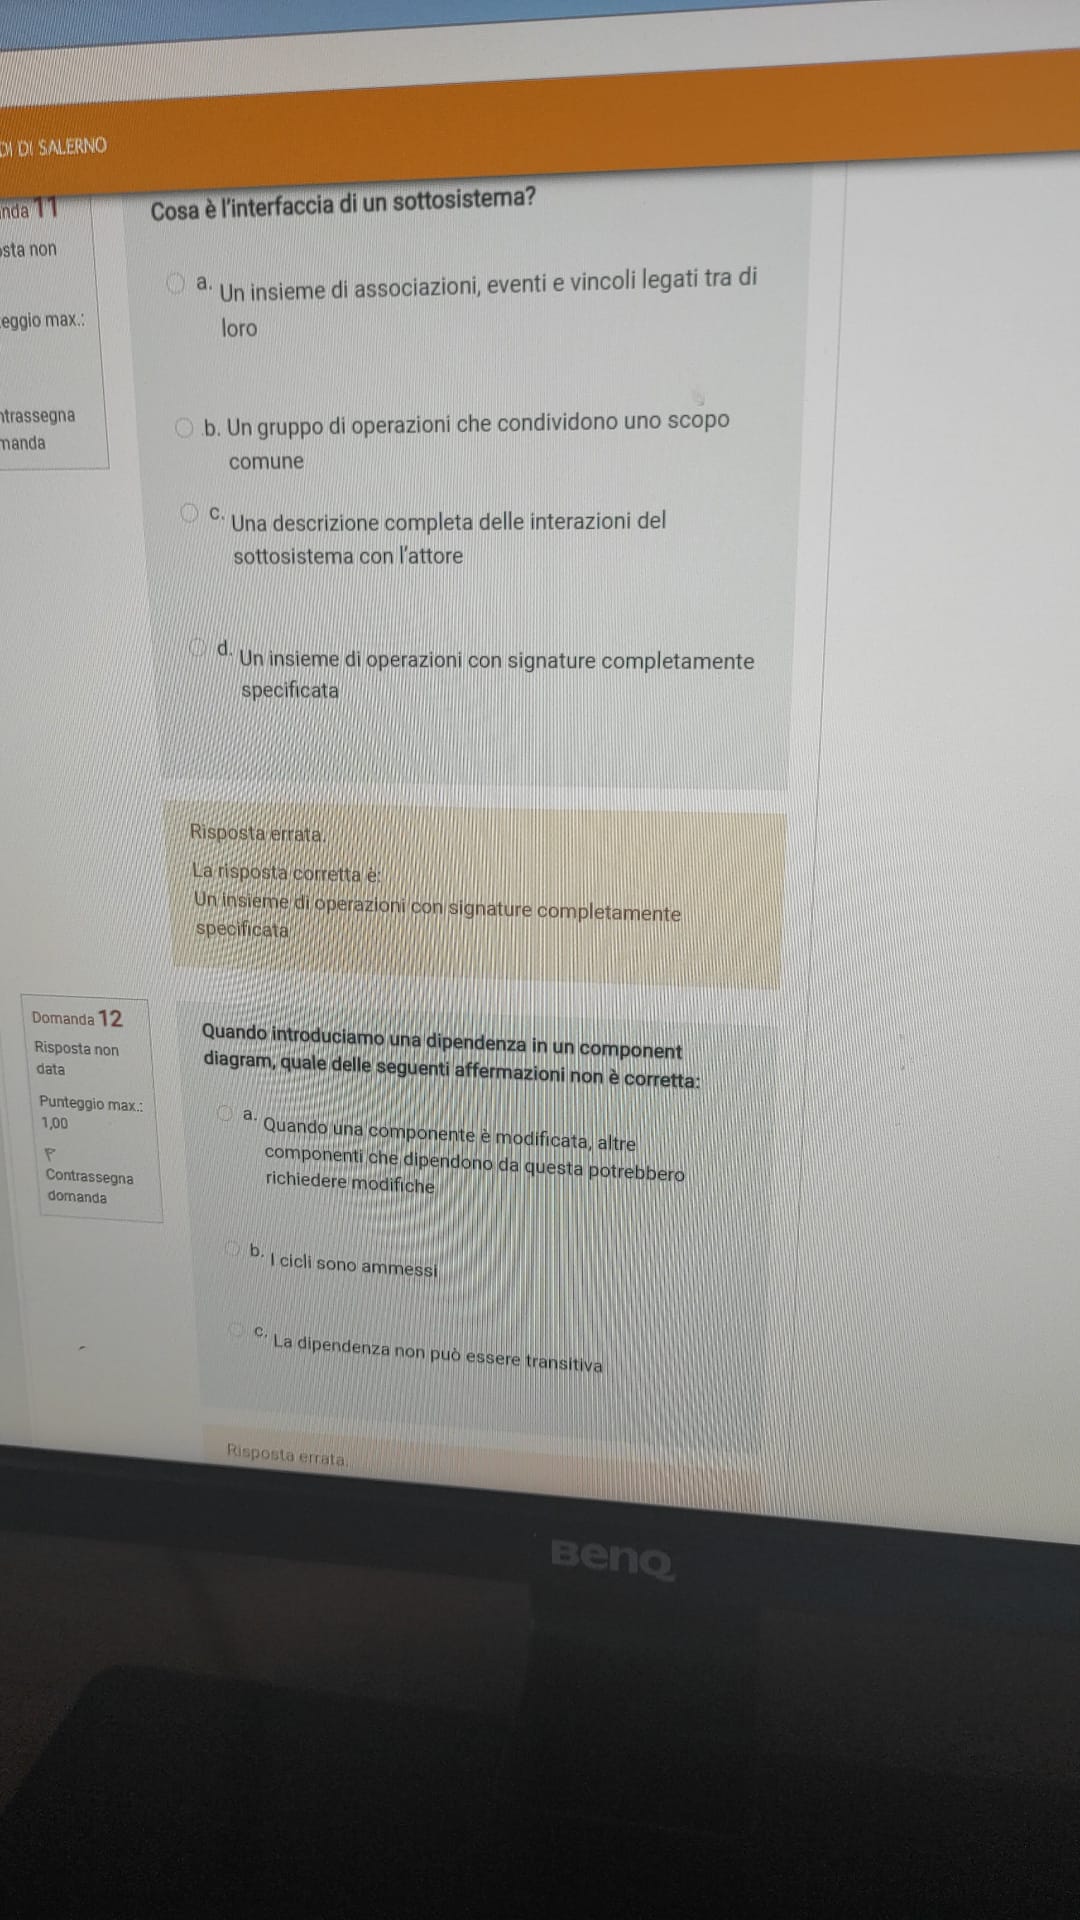 DI DI SALERNO
nda 11
sta non
eggio max.:
ntrassegna
manda
Cosa è l'interfaccia di un sottosistema?
a. Un insieme di associazioni, eventi e vincoli legati tra di
loro
b. Un gruppo di operazioni che condividono uno scopo
comune
c. Una descrizione completa delle interazioni del
sottosistema con l'attore
d. Un insieme di operazioni con signature completamente
specificata
Risposta errata.
La risposta corretta è:
Un insieme di operazioni con signature completamente
specificata
Domanda 12
Risposta non
data
Punteggio max.:
1,00
Contrassegna
domanda
Quando introduciamo una dipendenza in un component
diagram, quale delle seguenti affermazioni non è corretta:
a. Quando una componente è modificata, altre
componenti che dipendono da questa potrebbero
richiedere modifiche
b. I cicli sono ammessi
c. La dipendenza non può essere transitiva
Risposta errata.
BenQ